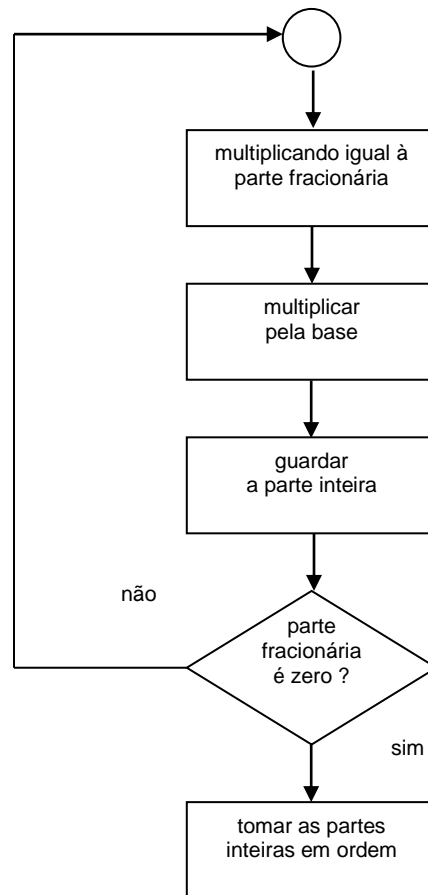 multiplicando igual à
parte fracionária
multiplicar
pela base
guardar
a parte inteira
não
parte
fracionária
é zero ?
sim
tomar as partes
inteiras em ordem